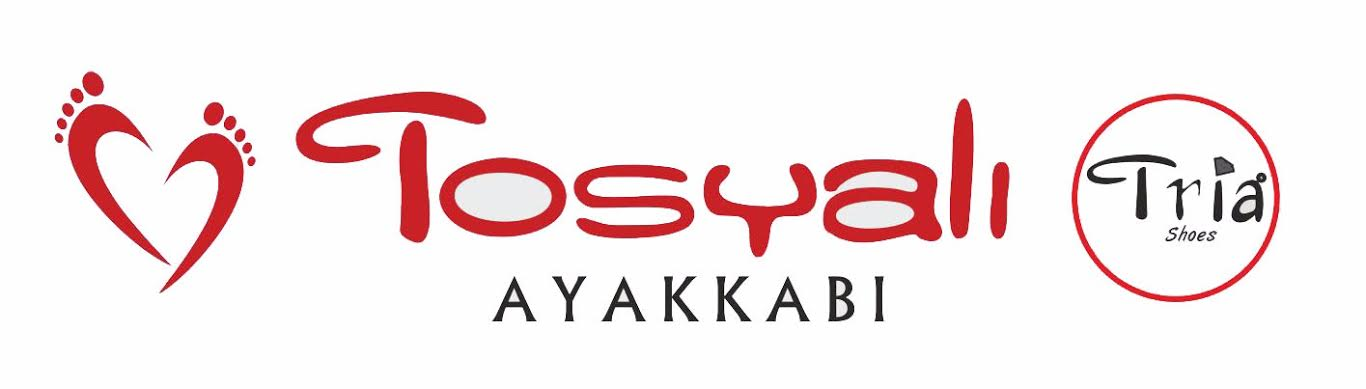 Tosyalı
AYAKKABI
Tria
Shoes